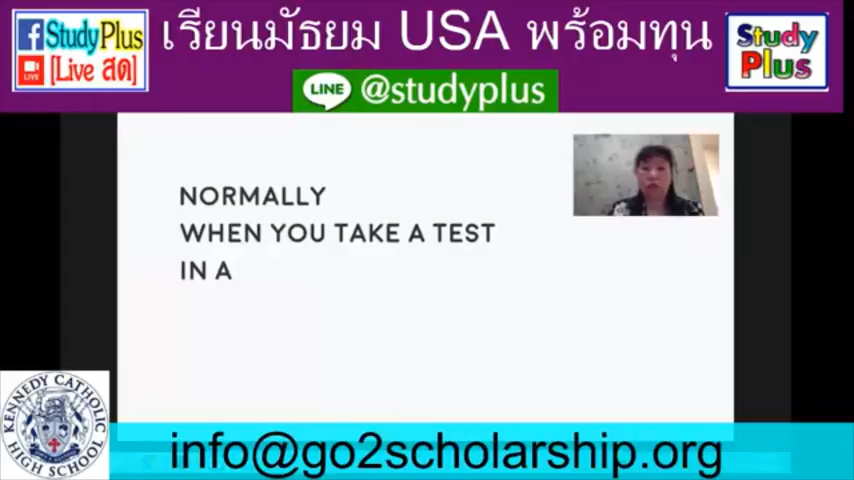 StudyPlus
LIVE [Live สด]
เรียนมัธยม USA พร้อมทุน
Study
Plus
LINE @studyplus
NORMALLY
WHEN YOU TAKE A TEST
IN A
KENNEDY CATHOLIC
HIGH SCHOOL
info@go2scholarship.org